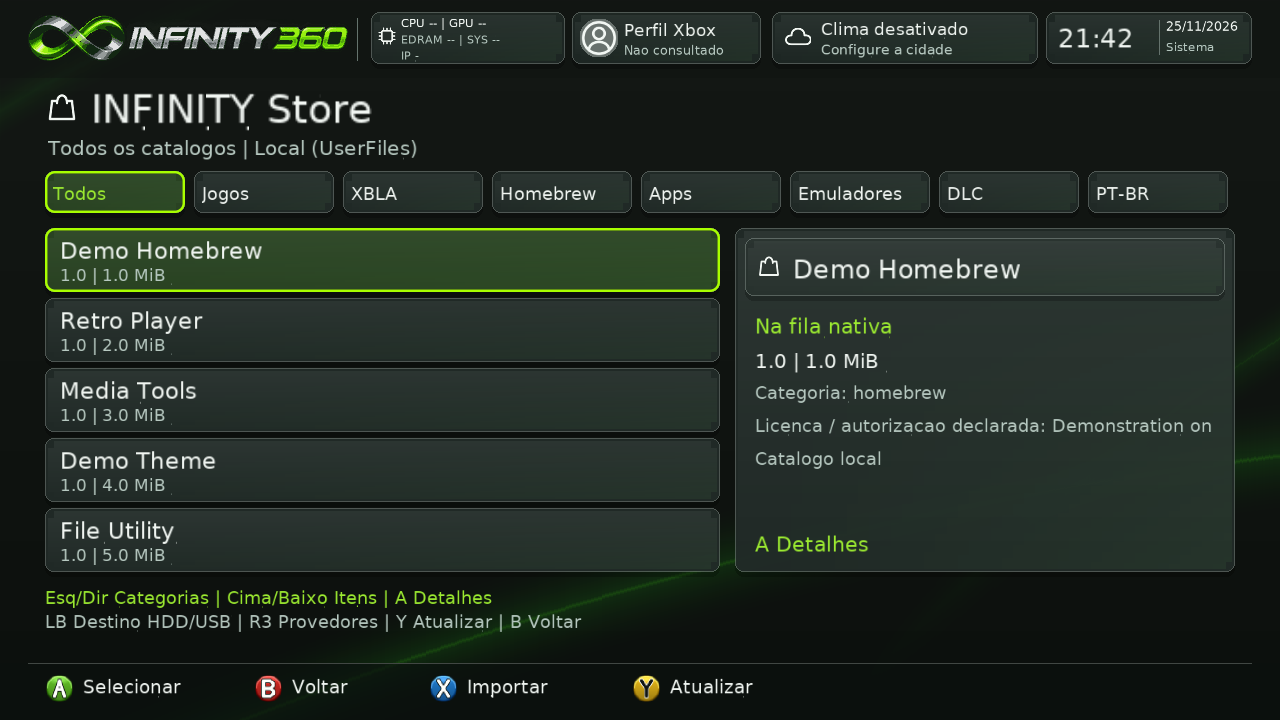 INFINITY 360
CPU -- | GPU --
EDRAM -- | SYS --
IP -
Perfil Xbox
Nao consultado
Clima desativado
Configure a cidade
21:42
25/11/2026
Sistema
INFINITY Store
Todos os catalogos | Local (UserFiles)
Todos
Jogos
XBLA
Homebrew
Apps
Emuladores
DLC
PT-BR
Demo Homebrew
1.0 | 1.0 MiB
Retro Player
1.0 | 2.0 MiB
Media Tools
1.0 | 3.0 MiB
Demo Theme
1.0 | 4.0 MiB
File Utility
1.0 | 5.0 MiB
Demo Homebrew
Na fila nativa
1.0 | 1.0 MiB
Categoria: homebrew
Licenca / autorizacao declarada: Demonstration on
Catalogo local
A Detalhes
Esq/Dir Categorias | Cima/Baixo Itens | A Detalhes
LB Destino HDD/USB | R3 Provedores | Y Atualizar | B Voltar
A Selecionar
B Voltar
X Importar
Y Atualizar